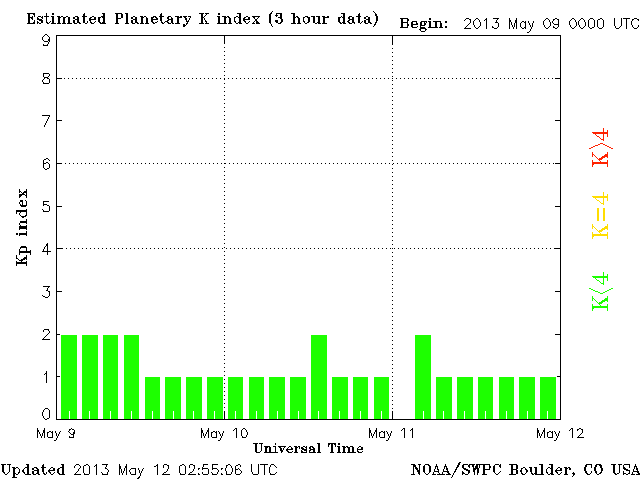 Estimated Planetary K index (3 hour data)
Begin: 2013 May 09 0000 UTC
9
8
7
6
5
4
3
2
1
0
Kp index
K>4
K=4
K<4
May 9
May 10
May 11
May 12
Universal Time
Updated 2013 May 12 02:55:06 UTC
NOAA/SWPC Boulder, CO USA